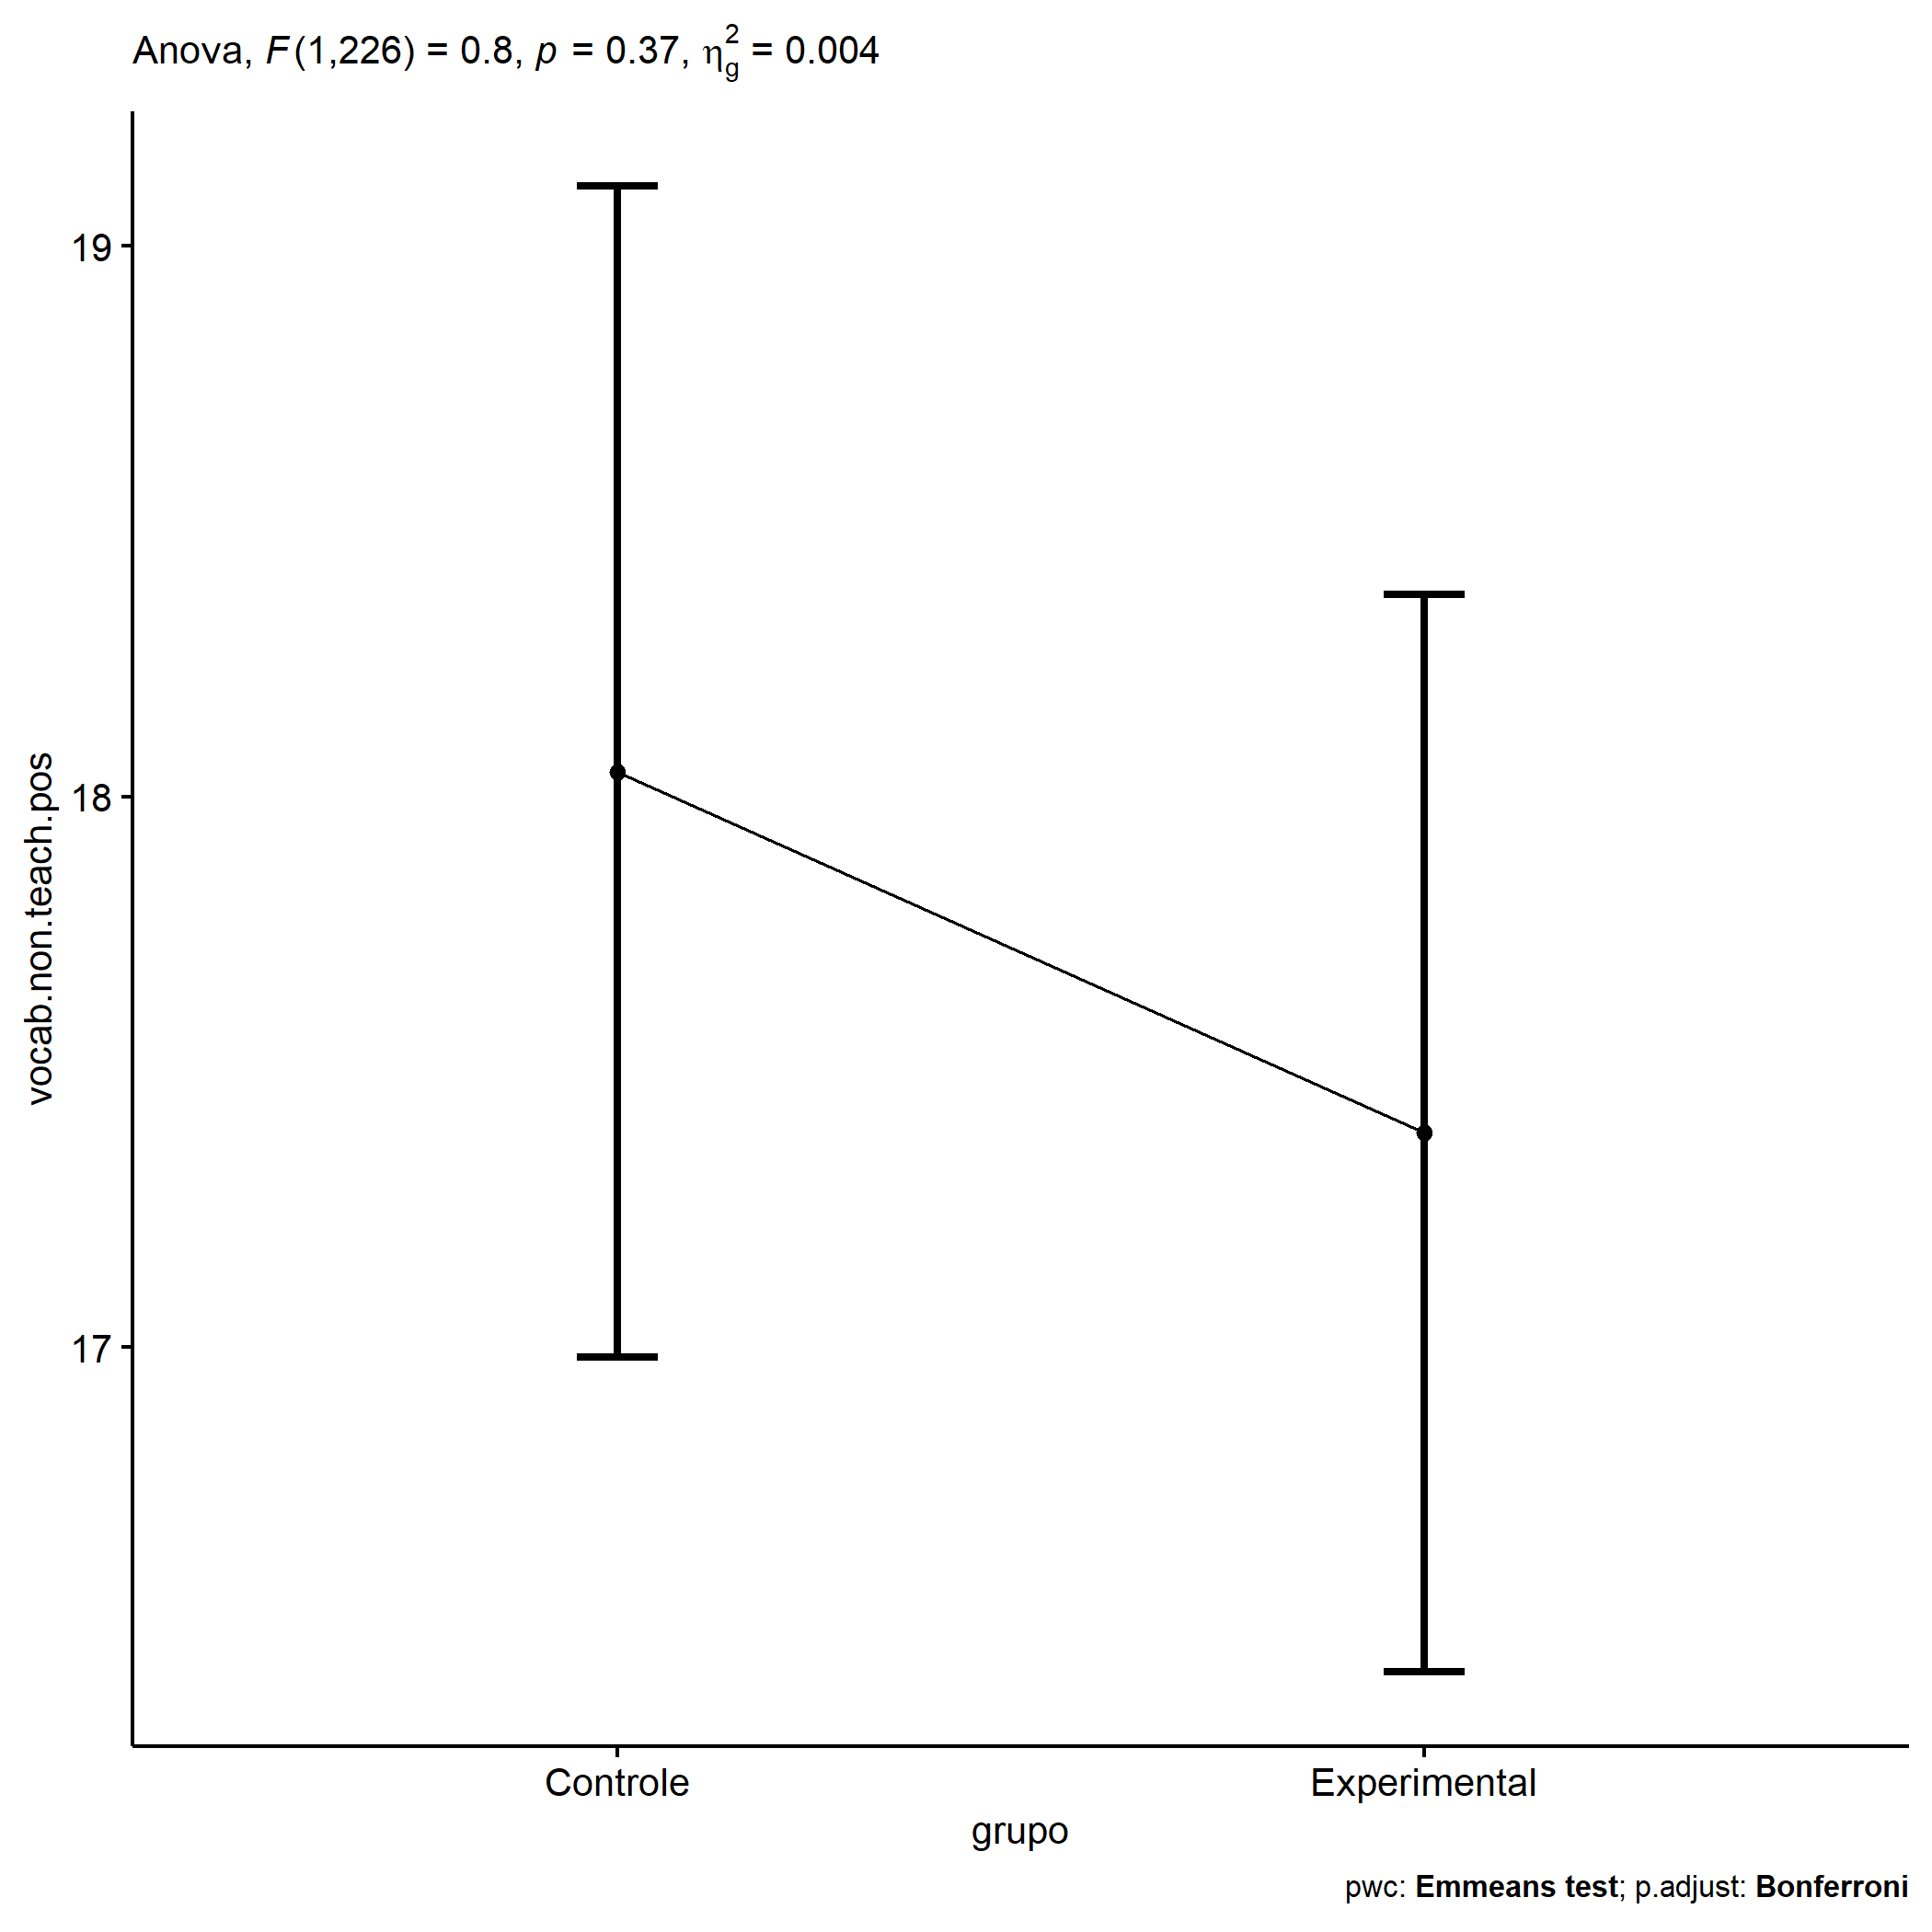 Anova, F(1,226) = 0.8, p = 0.37, η²g = 0.004
19
18
17
vocab.non.teach.pos
Controle
Experimental
grupo
pwc: Emmeans test; p.adjust: Bonferroni